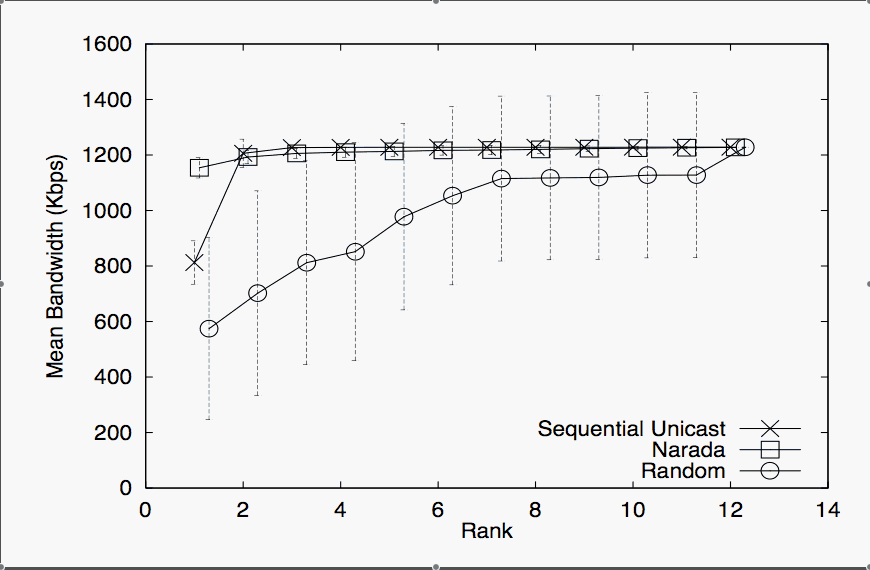 1600
1400
1200
1000
800
600
400
200
0
Mean Bandwidth (Kbps)
Sequential Unicast
Narada
Random
0 2 4 6 8 10 12 14
Rank